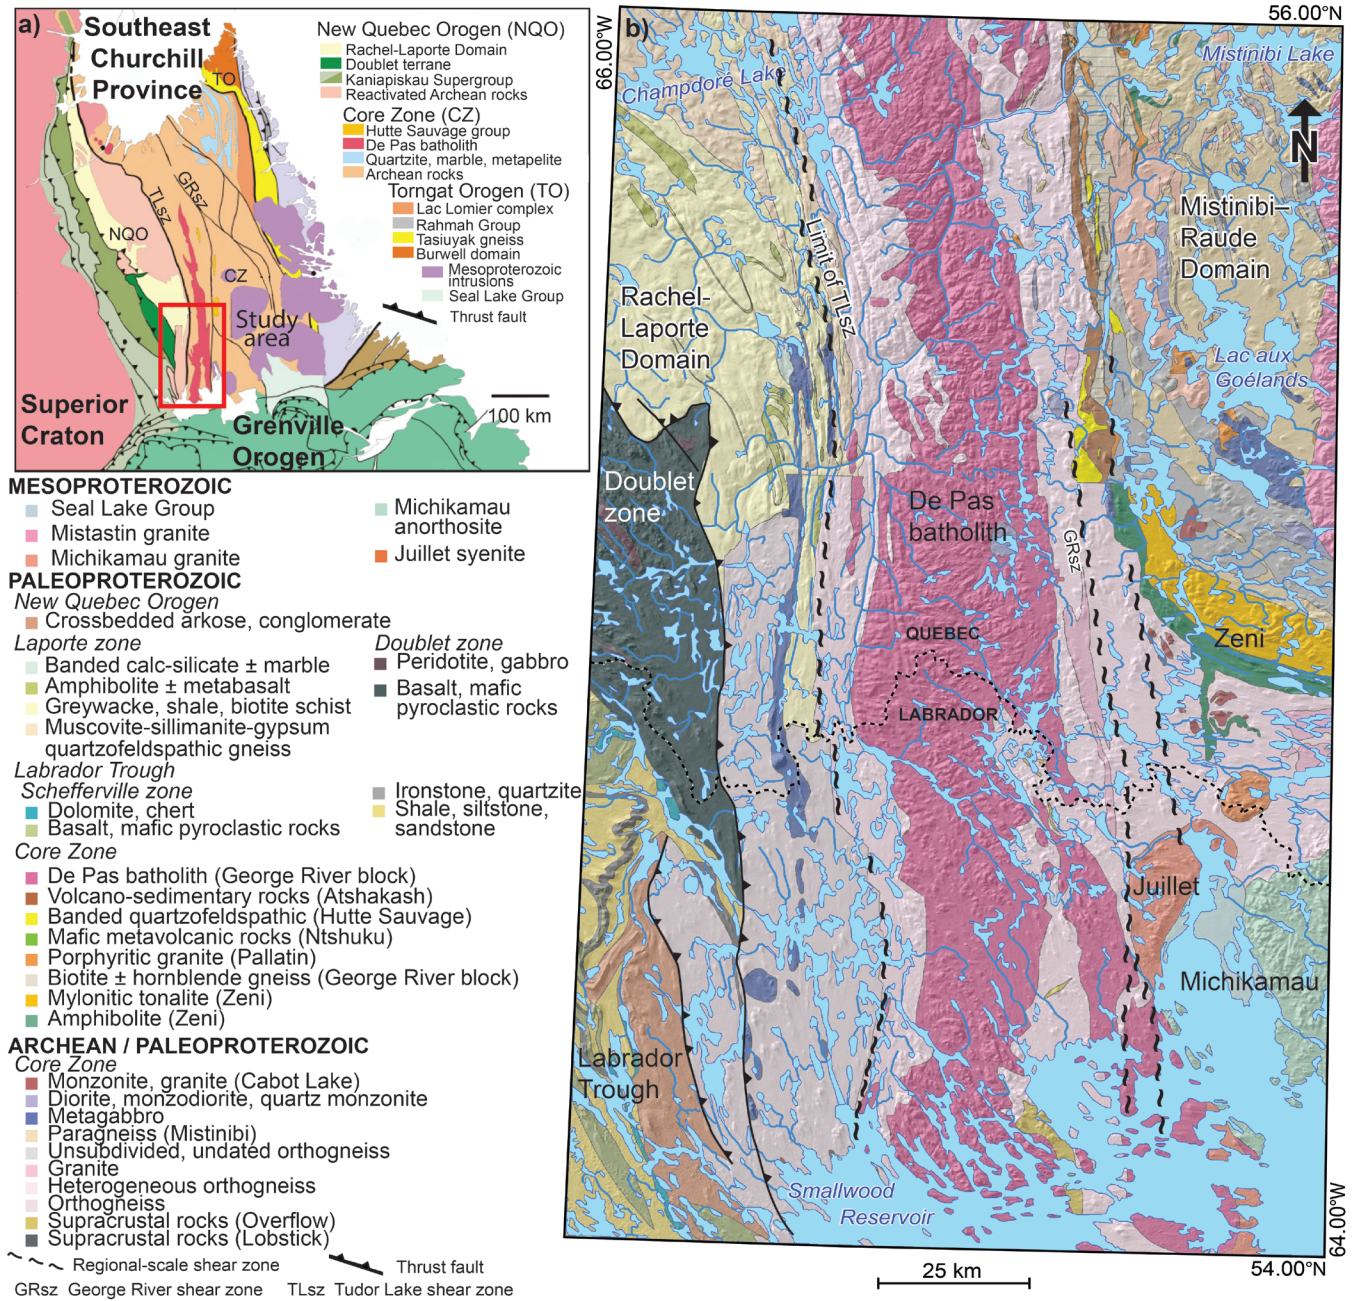 a)
Southeast
Churchill
Province
TO
GRsz
TLsz
NQO
CZ
Study
area
Superior
Craton
Grenville
Orogen
100 km
New Quebec Orogen (NQO)
Rachel-Laporte Domain
Doublet terrane
Kaniapiskau Supergroup
Reactivated Archean rocks
Core Zone (CZ)
Hutte Sauvage group
De Pas batholith
Quartzite, marble, metapelite
Archean rocks
Torngat Orogen (TO)
Lac Lomier complex
Rahmah Group
Tasiuyak gneiss
Burwell domain
Mesoproterozoic
intrusions
Seal Lake Group
Thrust fault
MESOPROTEROZOIC
Seal Lake Group
Mistastin granite
Michikamau granite
Michikamau
anorthosite
Juillet syenite
PALEOPROTEROZOIC
New Quebec Orogen
Crossbedded arkose, conglomerate
Laporte zone
Banded calc-silicate ± marble
Amphibolite ± metabasalt
Greywacke, shale, biotite schist
Muscovite-sillimanite-gypsum
quartzofeldspathic gneiss
Doublet zone
Peridotite, gabbro
Basalt, mafic
pyroclastic rocks
Labrador Trough
Schefferville zone
Dolomite, chert
Basalt, mafic pyroclastic rocks
Ironstone, quartzite
Shale, siltstone,
sandstone
Core Zone
De Pas batholith (George River block)
Volcano-sedimentary rocks (Atshakash)
Banded quartzofeldspathic (Hutte Sauvage)
Mafic metavolcanic rocks (Ntshuku)
Porphyritic granite (Pallatin)
Biotite ± hornblende gneiss (George River block)
Mylonitic tonalite (Zeni)
Amphibolite (Zeni)
ARCHEAN / PALEOPROTEROZOIC
Core Zone
Monzonite, granite (Cabot Lake)
Diorite, monzodiorite, quartz monzonite
Metagabbro
Paragneiss (Mistinibi)
Unsubdivided, undated orthogneiss
Granite
Heterogeneous orthogneiss
Orthogneiss
Supracrustal rocks (Overflow)
Supracrustal rocks (Lobstick)
Regional-scale shear zone
Thrust fault
GRsz George River shear zone
TLsz Tudor Lake shear zone
b)
66.00°W
56.00°N
Champdoré Lake
Mistinibi Lake
N
Mistinibi–
Raude
Domain
Limit of TLsz
Rachel-
Laporte
Domain
Lac aux
Goélands
Doublet
zone
De Pas
batholith
GRsz
QUEBEC
Zeni
LABRADOR
Juillet
Michikamau
Labrador
Trough
Smallwood
Reservoir
64.00°W
54.00°N
25 km